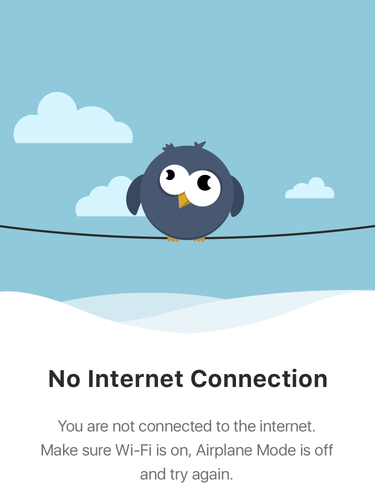 No Internet Connection
You are not connected to the internet.
Make sure Wi-Fi is on, Airplane Mode is off
and try again.